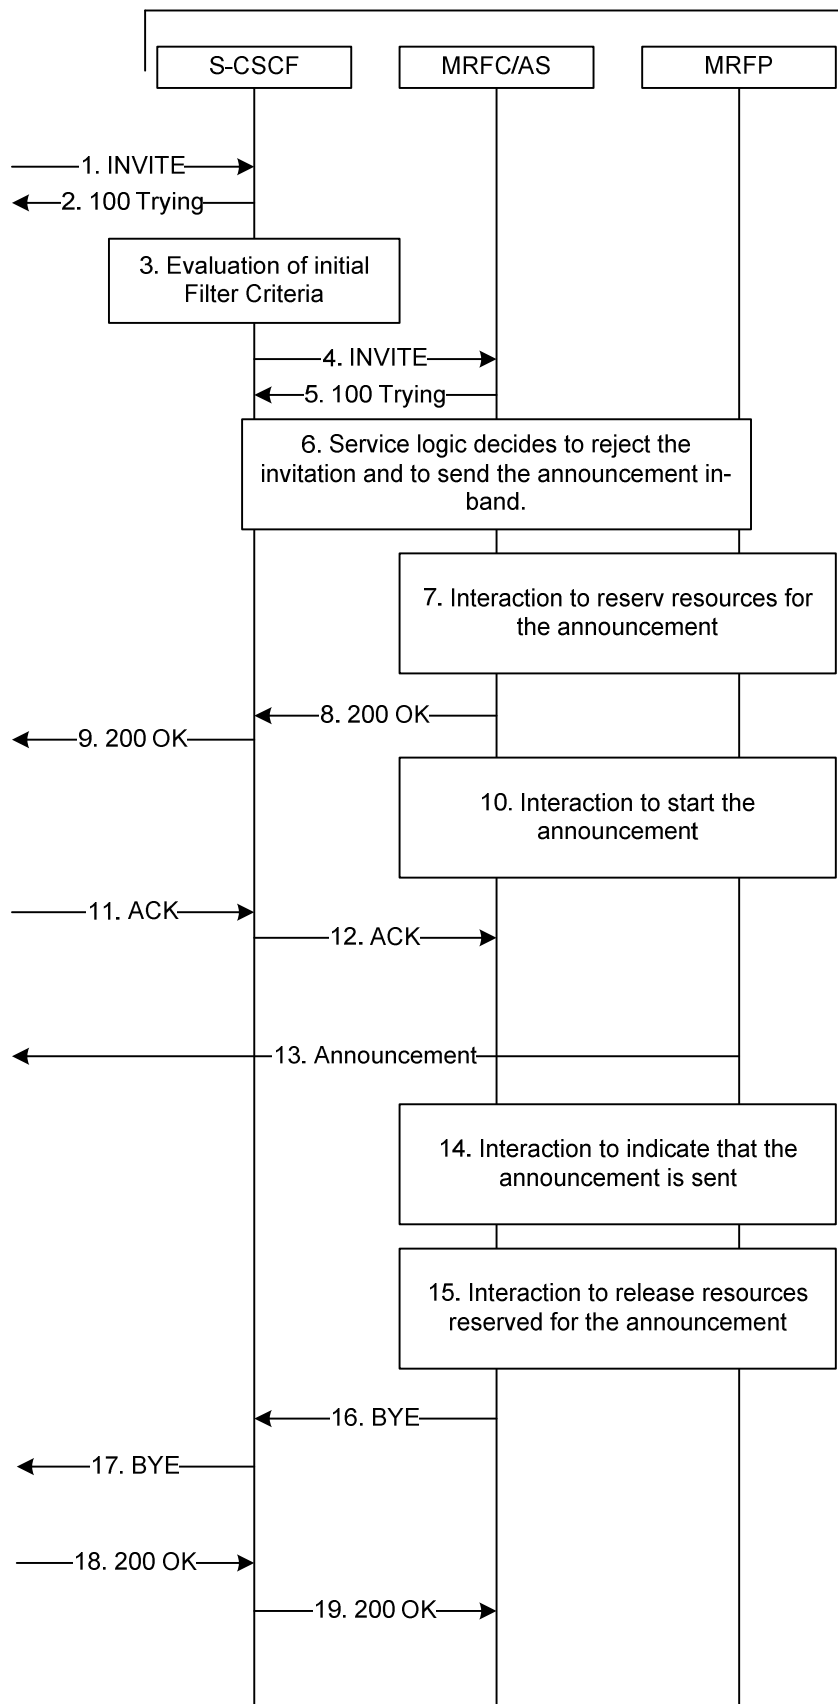 S-CSCF
MRFC/AS
MRFP
1. INVITE
2. 100 Trying
3. Evaluation of initial
Filter Criteria
4. INVITE
5. 100 Trying
6. Service logic decides to reject the
invitation and to send the announcement in-
band.
7. Interaction to reserv resources for
the announcement
8. 200 OK
9. 200 OK
10. Interaction to start the
announcement
11. ACK
12. ACK
13. Announcement
14. Interaction to indicate that the
announcement is sent
15. Interaction to release resources
reserved for the announcement
16. BYE
17. BYE
18. 200 OK
19. 200 OK